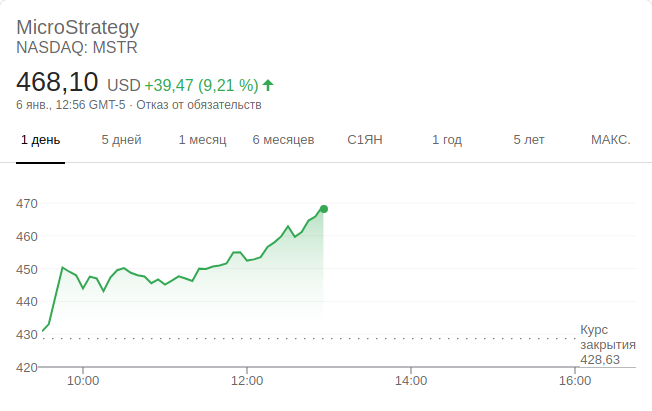 MicroStrategy
NASDAQ: MSTR
468,10 USD +39,47 (9,21 %)
6 янв., 12:56 GMT-5 · Отказ от обязательств
1 день 5 дней 1 месяц 6 месяцев С1ЯН 1 год 5 лет МАКС.
470
460
450
440
430
420
Курс
закрытия
428,63
10:00 12:00 14:00 16:00